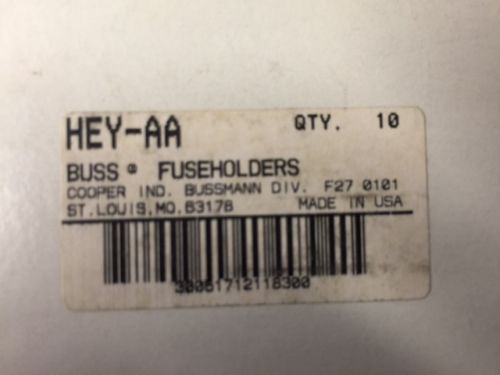 HEY-AA QTY. 10
BUSS® FUSEHOLDERS
COOPER IND. BUSSMANN DIV. F27 0101
ST.LOUIS,MO.63178 MADE IN USA
30051712118300